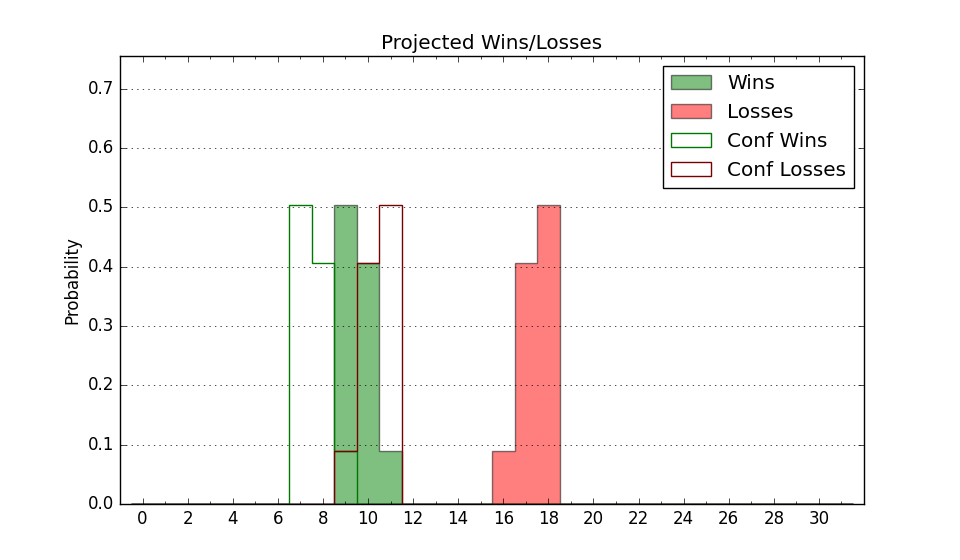 Projected Wins/Losses
Wins
Losses
Conf Wins
Conf Losses
Probability
0.7
0.6
0.5
0.4
0.3
0.2
0.1
0.0
0 2 4 6 8 10 12 14 16 18 20 22 24 26 28 30